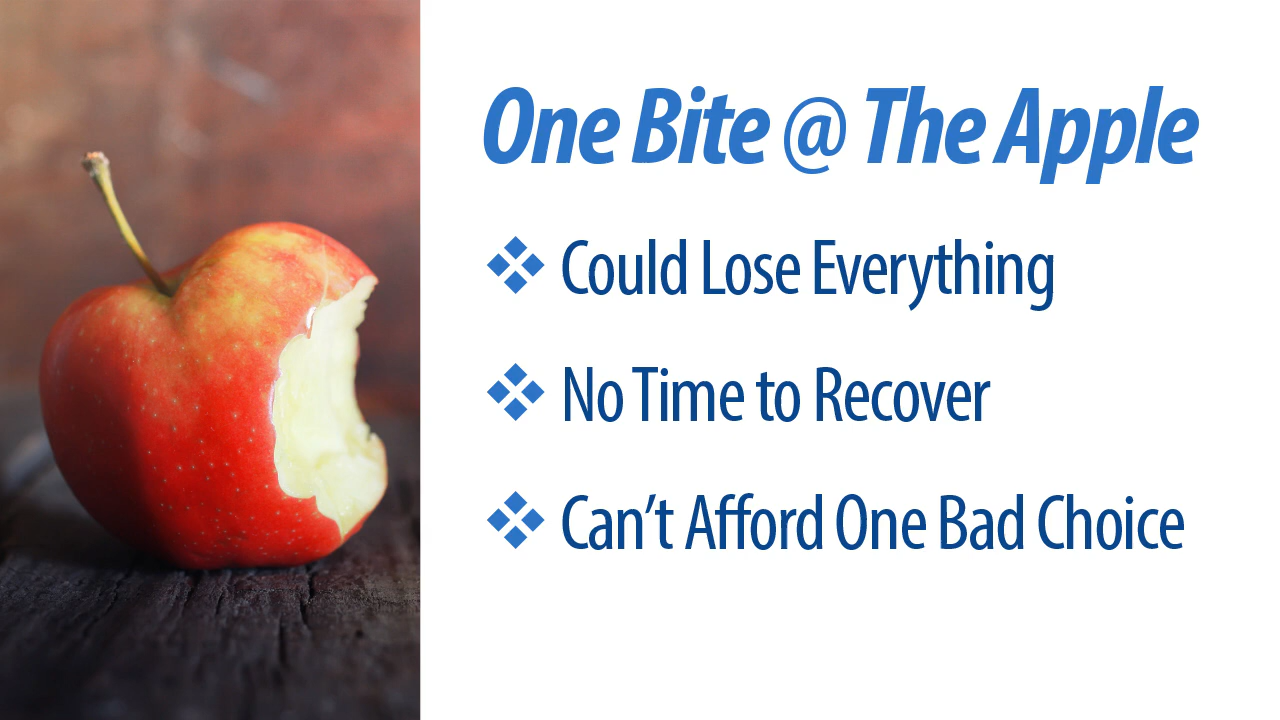 One Bite @ The Apple
Could Lose Everything
No Time to Recover
Can’t Afford One Bad Choice